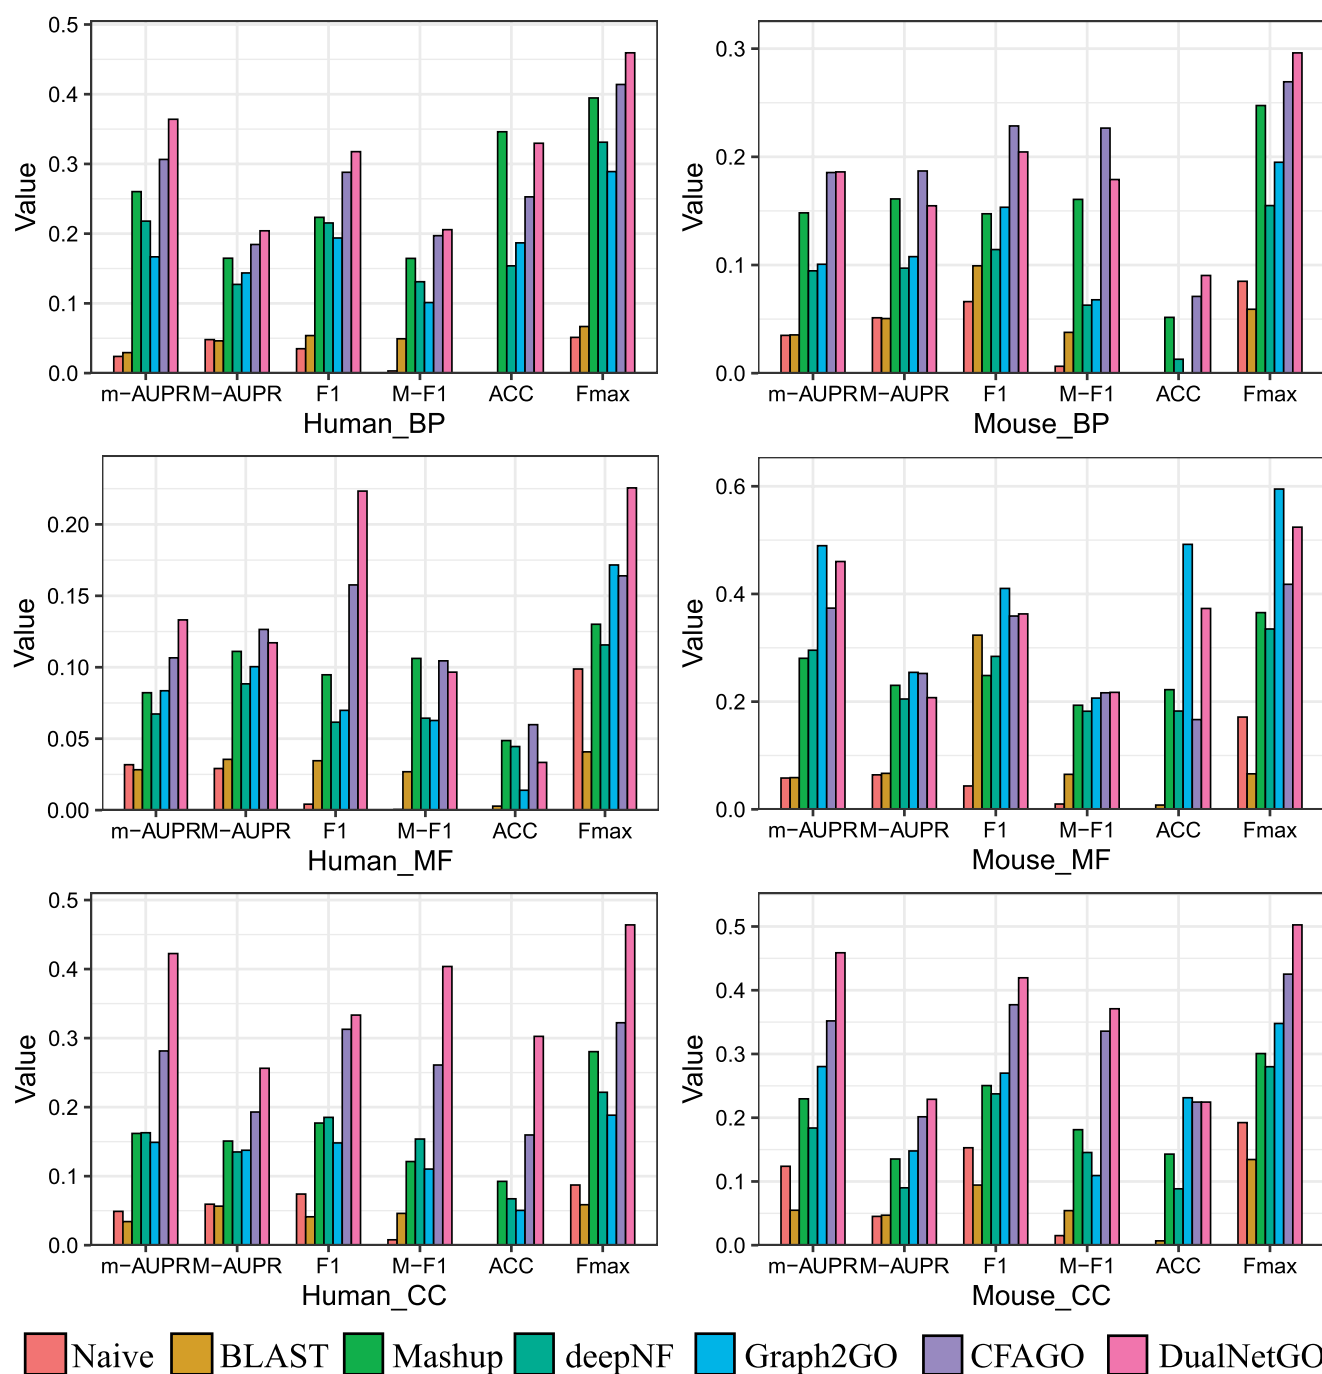 0.5
0.4
0.3
0.2
0.1
0.0
Value
m−AUPR M−AUPR F1 M−F1 ACC Fmax
Human_BP
0.3
0.2
0.1
0.0
Value
m−AUPR M−AUPR F1 M−F1 ACC Fmax
Mouse_BP
0.20
0.15
0.10
0.05
0.00
Value
m−AUPR M−AUPR F1 M−F1 ACC Fmax
Human_MF
0.6
0.4
0.2
0.0
Value
m−AUPR M−AUPR F1 M−F1 ACC Fmax
Mouse_MF
0.5
0.4
0.3
0.2
0.1
0.0
Value
m−AUPR M−AUPR F1 M−F1 ACC Fmax
Human_CC
0.5
0.4
0.3
0.2
0.1
0.0
Value
m−AUPR M−AUPR F1 M−F1 ACC Fmax
Mouse_CC
Naive BLAST Mashup deepNF Graph2GO CFAGO DualNetGO